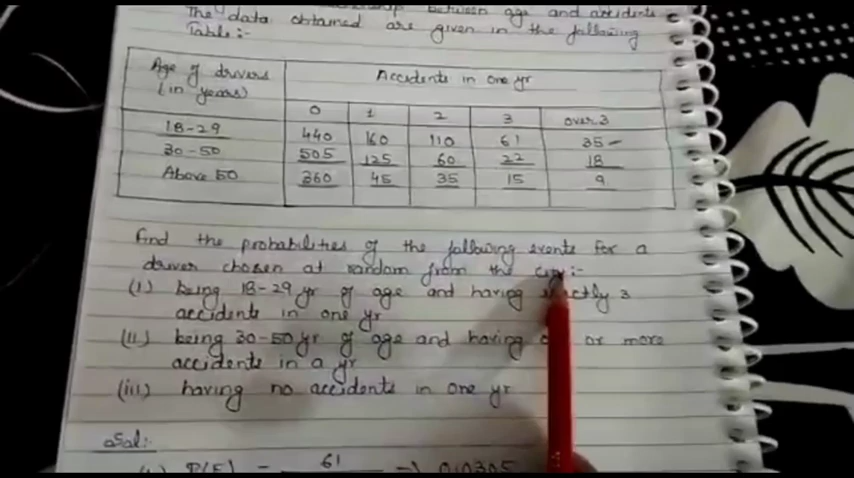 between age and accidents
The data obtained are given in the following
Table:-
Age of drivers (in years) Accidents in one yr
0 1 2 3 over 3
18-29 440 160 110 61 35
30-50 505 125 60 22 18
Above 50 360 45 35 15 9
find the probabilities of the following events for a
driver chosen at random from the city:-
(i) being 18-29 yr of age and having exactly 3
accidents in one yr
(ii) being 30-50 yr of age and having or more
accidents in a yr
(iii) having no accidents in one yr
Sol:-
(i) P(E) = 61